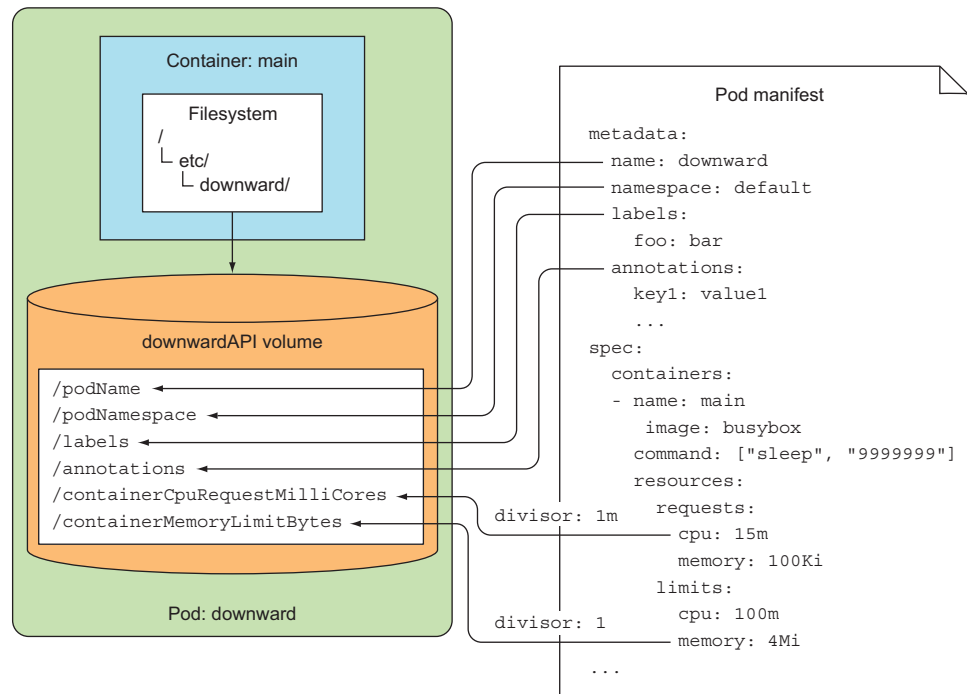 Container: main
Filesystem
/
etc/
downward/
downwardAPI volume
/podName
/podNamespace
/labels
/annotations
/containerCpuRequestMilliCores
/containerMemoryLimitBytes
Pod: downward
divisor: 1m
divisor: 1
Pod manifest
metadata:
name: downward
namespace: default
labels:
foo: bar
annotations:
key1: value1
...
spec:
containers:
- name: main
image: busybox
command: ["sleep", "9999999"]
resources:
requests:
cpu: 15m
memory: 100Ki
limits:
cpu: 100m
memory: 4Mi
...